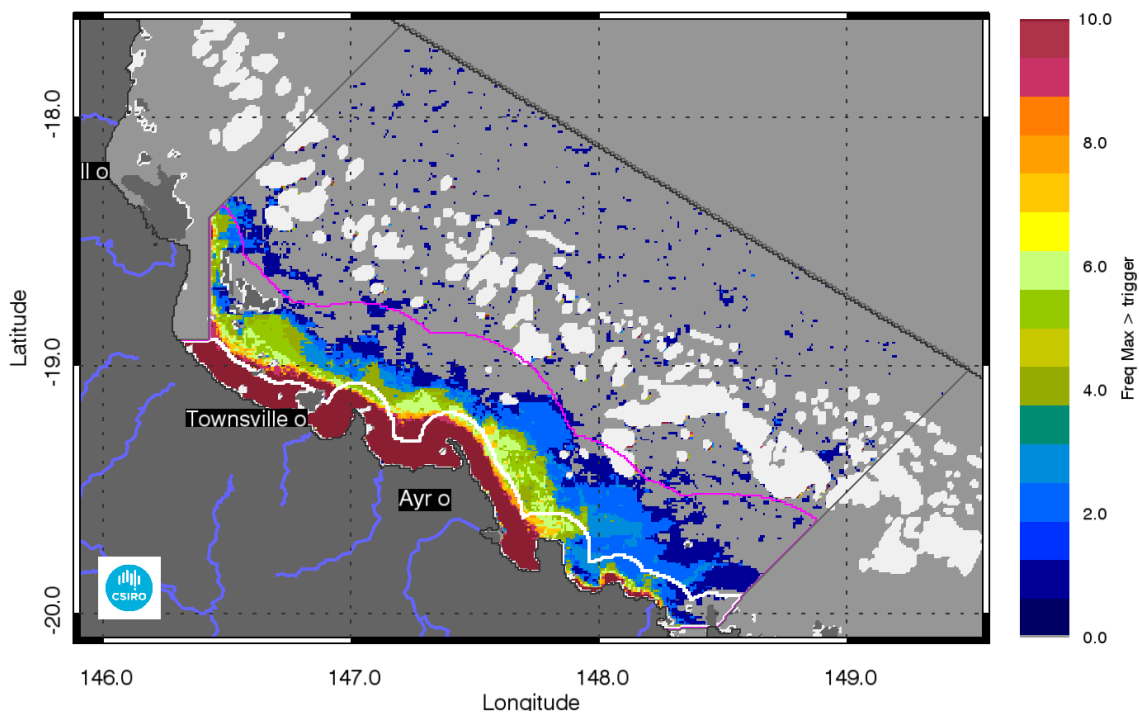 -18.0
-19.0
-20.0
Latitude
ll o
Townsville o
Ayr o
CSIRO
146.0 147.0 148.0 149.0
Longitude
10.0
8.0
6.0
4.0
2.0
0.0
Freq Max > trigger